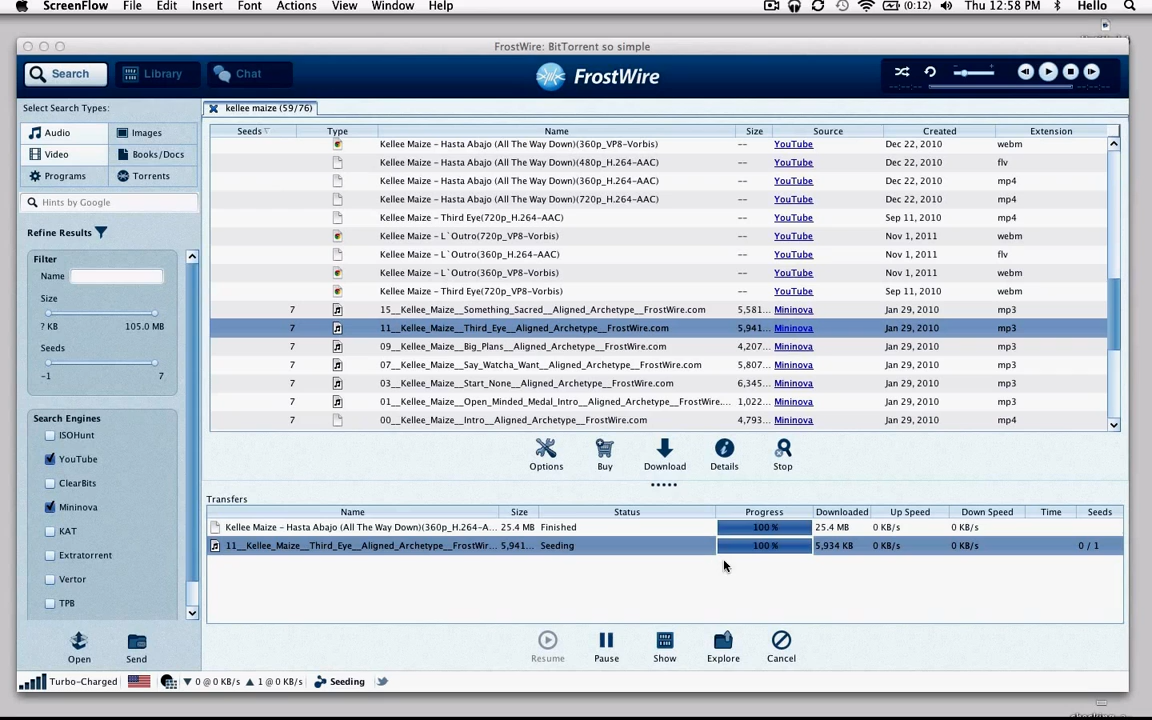 ScreenFlow File Edit Insert Font Actions View Window Help (0:12) Thu 12:58 PM Hello
FrostWire: BitTorrent so simple
Search Library Chat FrostWire
Select Search Types:
kellee maize (59/76)
Audio Images
Video Books/Docs
Programs Torrents
Hints by Google
Refine Results
Filter
Name
Size
? KB 105.0 MB
Seeds
-1 7
Search Engines
ISOHunt
YouTube
ClearBits
Mininova
KAT
Extratorrent
Vertor
TPB
Open Send
Seeds Type Name Size Source Created Extension
Kellee Maize - Hasta Abajo (All The Way Down)(360p_VP8-Vorbis) -- YouTube Dec 22, 2010 webm
Kellee Maize - Hasta Abajo (All The Way Down)(480p_H.264-AAC) -- YouTube Dec 22, 2010 flv
Kellee Maize - Hasta Abajo (All The Way Down)(360p_H.264-AAC) -- YouTube Dec 22, 2010 mp4
Kellee Maize - Hasta Abajo (All The Way Down)(720p_H.264-AAC) -- YouTube Dec 22, 2010 mp4
Kellee Maize - Third Eye(720p_H.264-AAC) -- YouTube Sep 11, 2010 mp4
Kellee Maize - L`Outro(720p_VP8-Vorbis) -- YouTube Nov 1, 2011 webm
Kellee Maize - L`Outro(360p_H.264-AAC) -- YouTube Nov 1, 2011 flv
Kellee Maize - L`Outro(360p_VP8-Vorbis) -- YouTube Nov 1, 2011 webm
Kellee Maize - Third Eye(720p_VP8-Vorbis) -- YouTube Sep 11, 2010 webm
7 15__Kellee_Maize__Something_Sacred__Aligned_Archetype__FrostWire.com 5,581... Mininova Jan 29, 2010 mp3
7 11__Kellee_Maize__Third_Eye__Aligned_Archetype__FrostWire.com 5,941... Mininova Jan 29, 2010 mp3
7 09__Kellee_Maize__Big_Plans__Aligned_Archetype__FrostWire.com 4,207... Mininova Jan 29, 2010 mp3
7 07__Kellee_Maize__Say_Watcha_Want__Aligned_Archetype__FrostWire.com 5,807... Mininova Jan 29, 2010 mp3
7 03__Kellee_Maize__Start_None__Aligned_Archetype__FrostWire.com 6,345... Mininova Jan 29, 2010 mp3
7 01__Kellee_Maize__Open_Minded_Medal_Intro__Aligned_Archetype__FrostWire.... 1,022... Mininova Jan 29, 2010 mp3
7 00__Kellee_Maize__Intro__Aligned_Archetype__FrostWire.com 4,793... Mininova Jan 29, 2010 mp4
Options Buy Download Details Stop
Transfers
Name Size Status Progress Downloaded Up Speed Down Speed Time Seeds
Kellee Maize - Hasta Abajo (All The Way Down)(360p_H.264-A... 25.4 MB Finished 100 % 25.4 MB 0 KB/s 0 KB/s
11__Kellee_Maize__Third_Eye__Aligned_Archetype__FrostWir... 5,941... Seeding 100 % 5,934 KB 0 KB/s 0 KB/s 0 / 1
Resume Pause Show Explore Cancel
Turbo-Charged 0 @ 0 KB/s 1 @ 0 KB/s Seeding